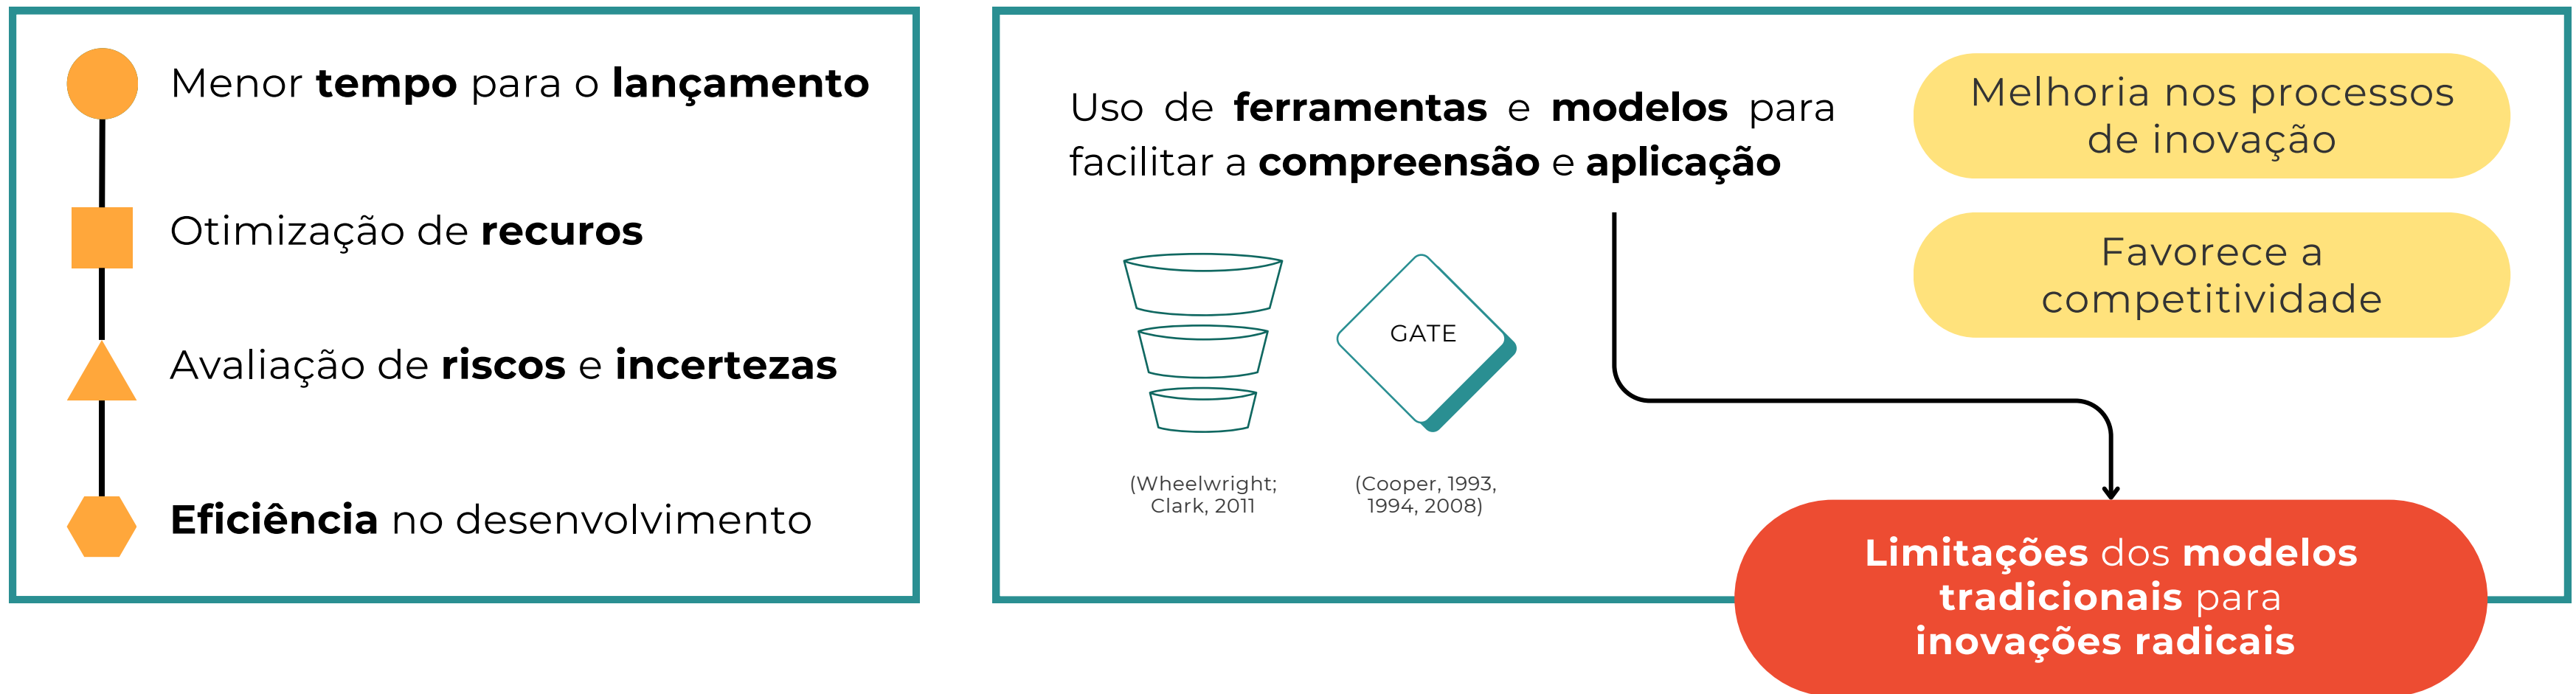 Menor tempo para o lançamento
Otimização de recuros
Avaliação de riscos e incertezas
Eficiência no desenvolvimento
Uso de ferramentas e modelos para
facilitar a compreensão e aplicação
GATE
(Wheelwright;
Clark, 2011
(Cooper, 1993,
1994, 2008)
Melhoria nos processos
de inovação
Favorece a
competitividade
Limitações dos modelos
tradicionais para
inovações radicais